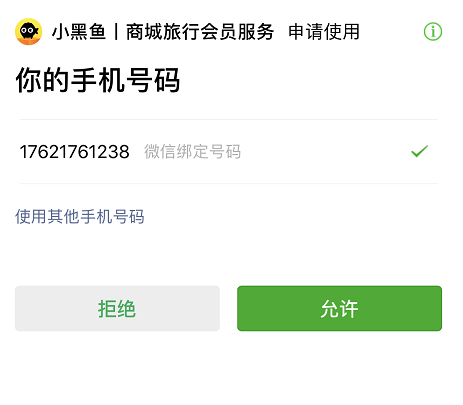 小黑鱼丨商城旅行会员服务 申请使用
你的手机号码
17621761238 微信绑定号码
使用其他手机号码
拒绝 允许